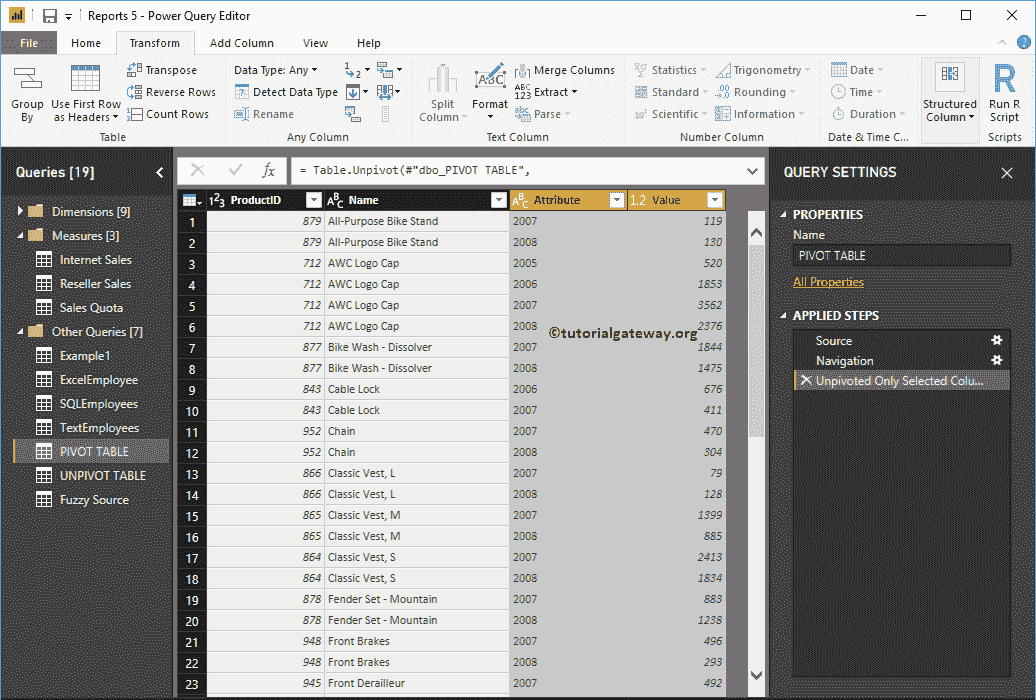 Reports 5 - Power Query Editor
File Home Transform Add Column View Help
Group By
Use First Row as Headers
Transpose
Reverse Rows
Count Rows
Table
Data Type: Any
Detect Data Type
Rename
Any Column
Split Column
Format
Merge Columns
Extract
Parse
Text Column
Statistics
Standard
Scientific
Trigonometry
Rounding
Information
Number Column
Date
Time
Duration
Date & Time C...
Structured Column
Run R Script
Scripts
Queries [19]
Dimensions [9]
Measures [3]
Internet Sales
Reseller Sales
Sales Quota
Other Queries [7]
Example1
ExcelEmployee
SQLEmployees
TextEmployees
PIVOT TABLE
UNPIVOT TABLE
Fuzzy Source
fx = Table.Unpivot(#"dbo_PIVOT TABLE",
ProductID Name Attribute 1.2 Value
1 879 All-Purpose Bike Stand 2007 119
2 879 All-Purpose Bike Stand 2008 130
3 712 AWC Logo Cap 2005 520
4 712 AWC Logo Cap 2006 1853
5 712 AWC Logo Cap 2007 3562
6 712 AWC Logo Cap 2008 2376
7 877 Bike Wash - Dissolver 2007 1844
8 877 Bike Wash - Dissolver 2008 1475
9 843 Cable Lock 2006 676
10 843 Cable Lock 2007 411
11 952 Chain 2007 470
12 952 Chain 2008 304
13 866 Classic Vest, L 2007 79
14 866 Classic Vest, L 2008 128
15 865 Classic Vest, M 2007 1399
16 865 Classic Vest, M 2008 885
17 864 Classic Vest, S 2007 2413
18 864 Classic Vest, S 2008 1834
19 878 Fender Set - Mountain 2007 883
20 878 Fender Set - Mountain 2008 1238
21 948 Front Brakes 2007 496
22 948 Front Brakes 2008 293
23 945 Front Derailleur 2007 492
©tutorialgateway.org
QUERY SETTINGS
PROPERTIES
Name
PIVOT TABLE
All Properties
APPLIED STEPS
Source
Navigation
Unpivoted Only Selected Colu...